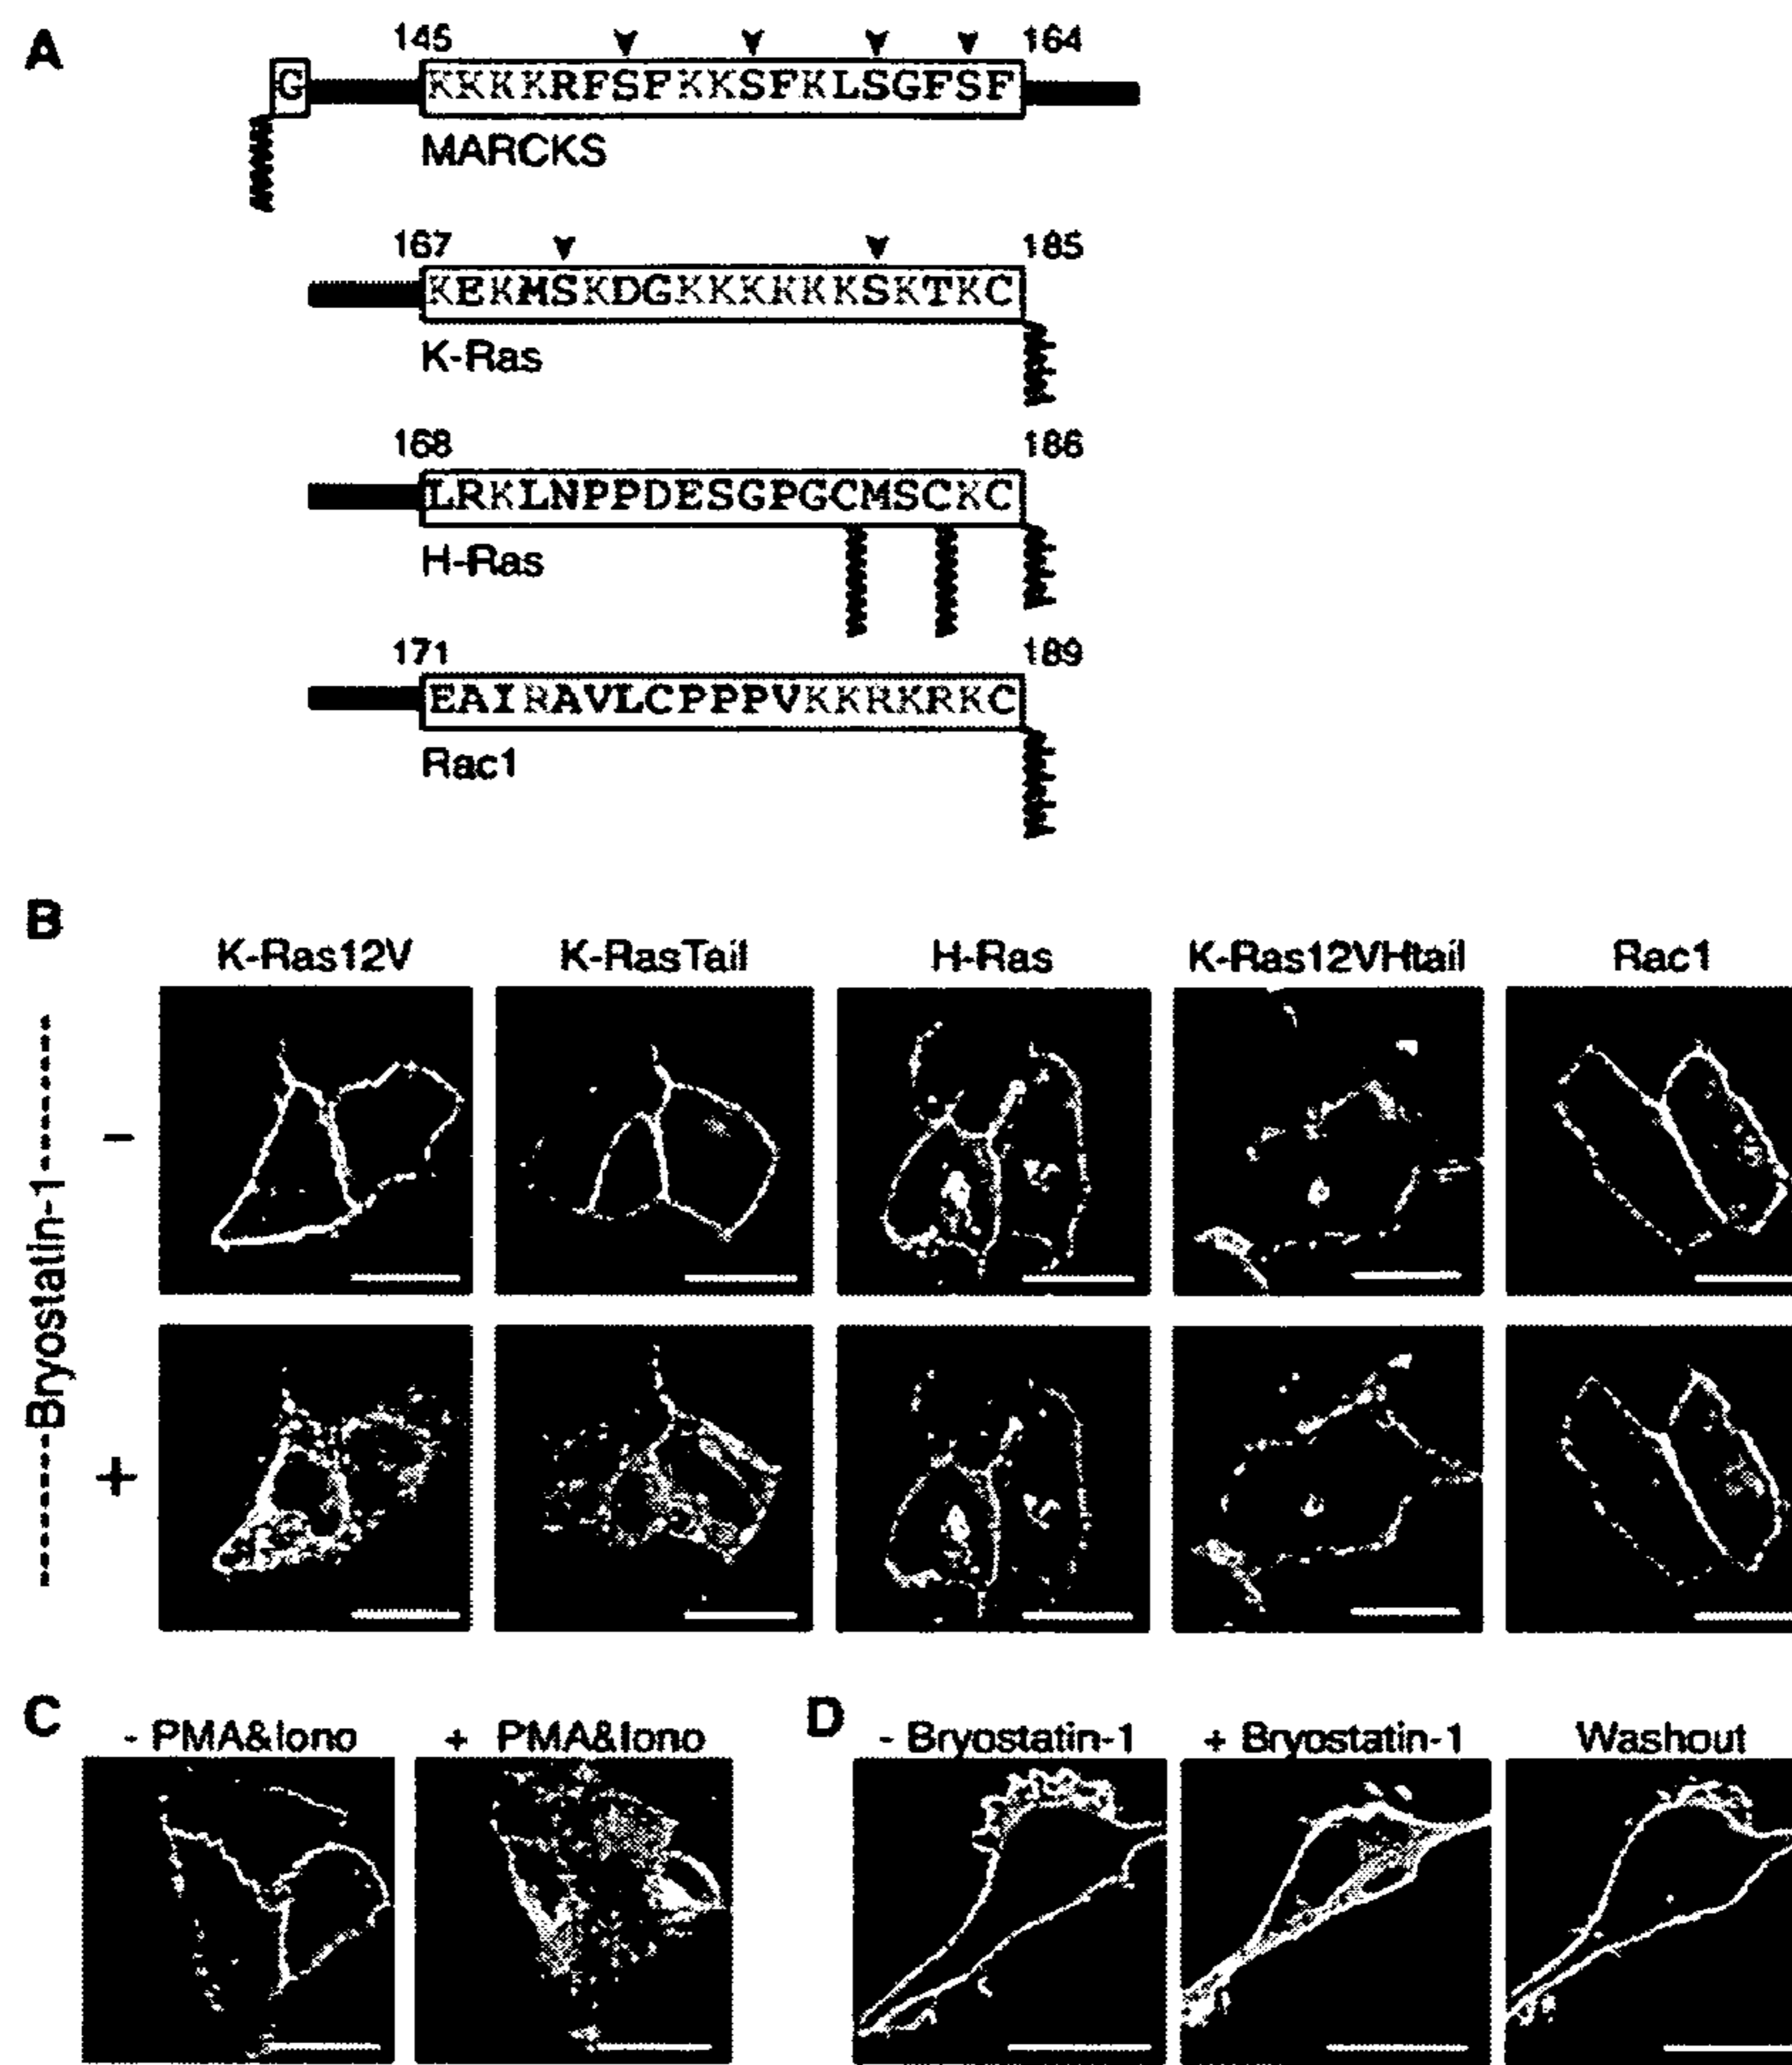 A
145 164
G KKKKRFSFKKSFKLSGFSF
MARCKS
167 185
KEKMSKDGKKKKKKSKTKC
K-Ras
168 186
LRKLNPPDESGPGCMSCKC
H-Ras
171 189
EAIRAVLCPPPVKKRKRKC
Rac1
B
K-Ras12V K-RasTail H-Ras K-Ras12VHtail Rac1
--------Bryostatin-1--------
−
+
C
- PMA&Iono + PMA&Iono
D
- Bryostatin-1 + Bryostatin-1 Washout